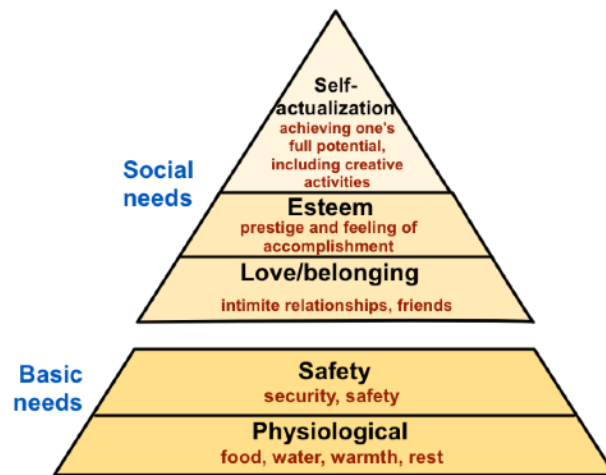 Self-
actualization
achieving one's
full potential,
including creative
activities
Social
needs
Esteem
prestige and feeling of
accomplishment
Love/belonging
intimite relationships, friends
Safety
security, safety
Basic
needs
Physiological
food, water, warmth, rest